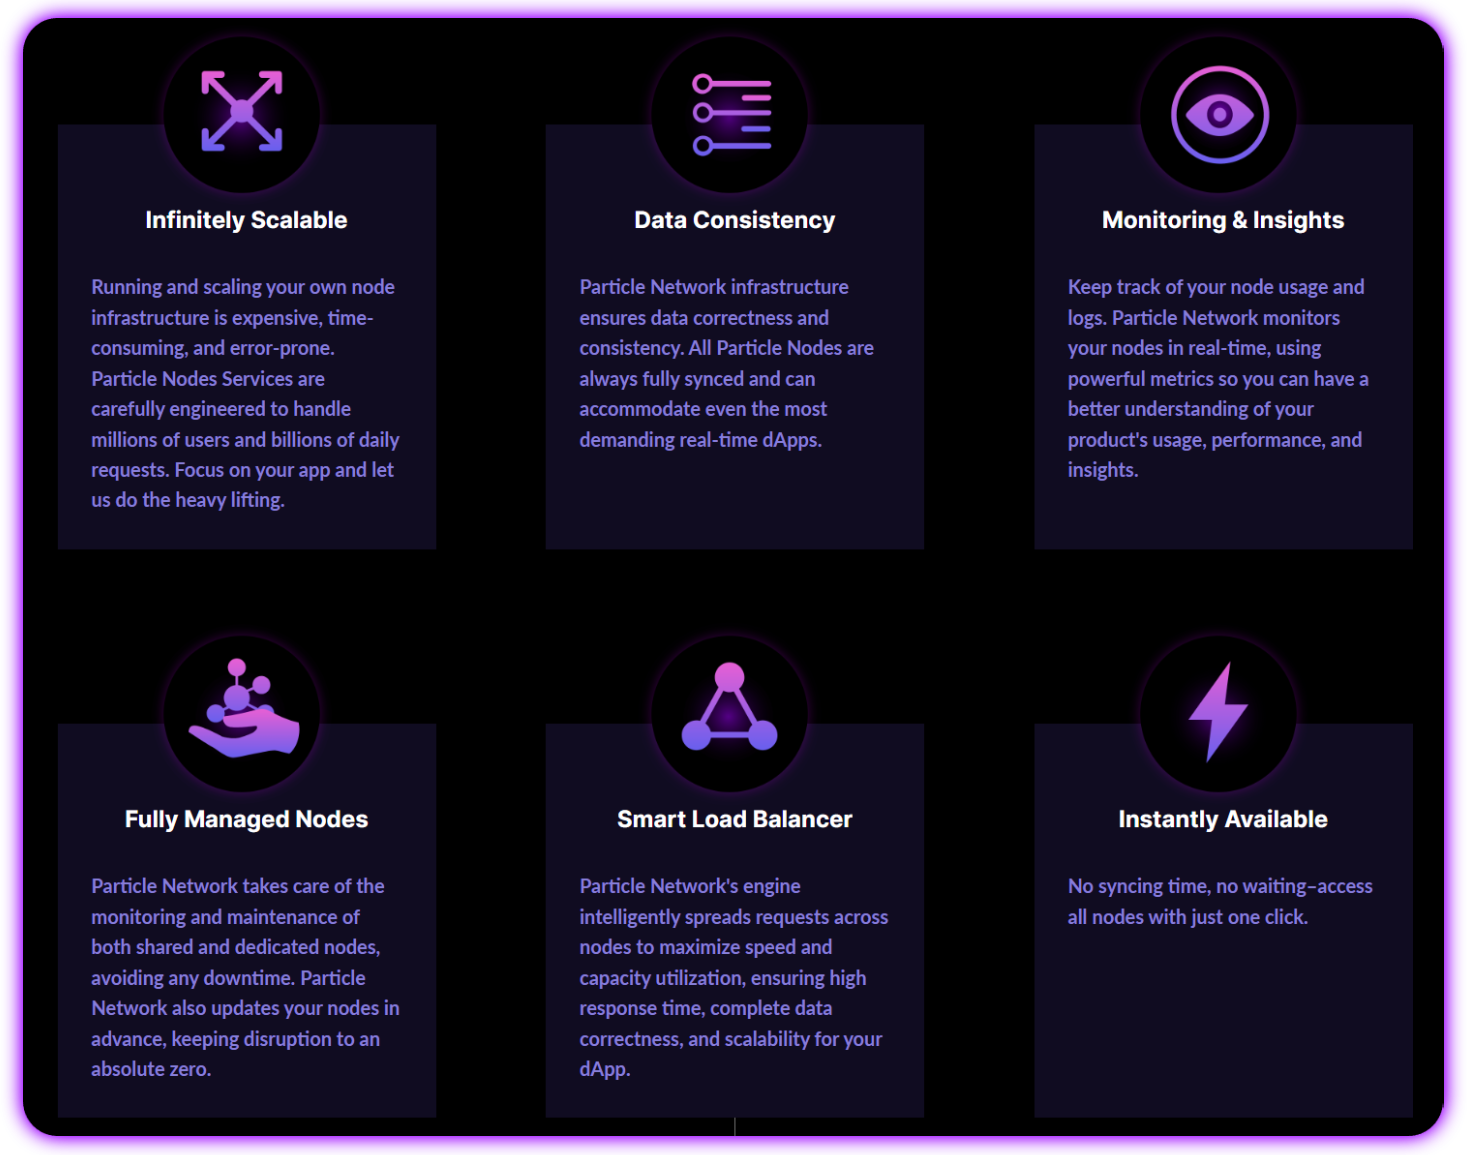 Infinitely Scalable
Running and scaling your own node
infrastructure is expensive, time-
consuming, and error-prone.
Particle Nodes Services are
carefully engineered to handle
millions of users and billions of daily
requests. Focus on your app and let
us do the heavy lifting.
Data Consistency
Particle Network infrastructure
ensures data correctness and
consistency. All Particle Nodes are
always fully synced and can
accommodate even the most
demanding real-time dApps.
Monitoring & Insights
Keep track of your node usage and
logs. Particle Network monitors
your nodes in real-time, using
powerful metrics so you can have a
better understanding of your
product's usage, performance, and
insights.
Fully Managed Nodes
Particle Network takes care of the
monitoring and maintenance of
both shared and dedicated nodes,
avoiding any downtime. Particle
Network also updates your nodes in
advance, keeping disruption to an
absolute zero.
Smart Load Balancer
Particle Network's engine
intelligently spreads requests across
nodes to maximize speed and
capacity utilization, ensuring high
response time, complete data
correctness, and scalability for your
dApp.
Instantly Available
No syncing time, no waiting–access
all nodes with just one click.